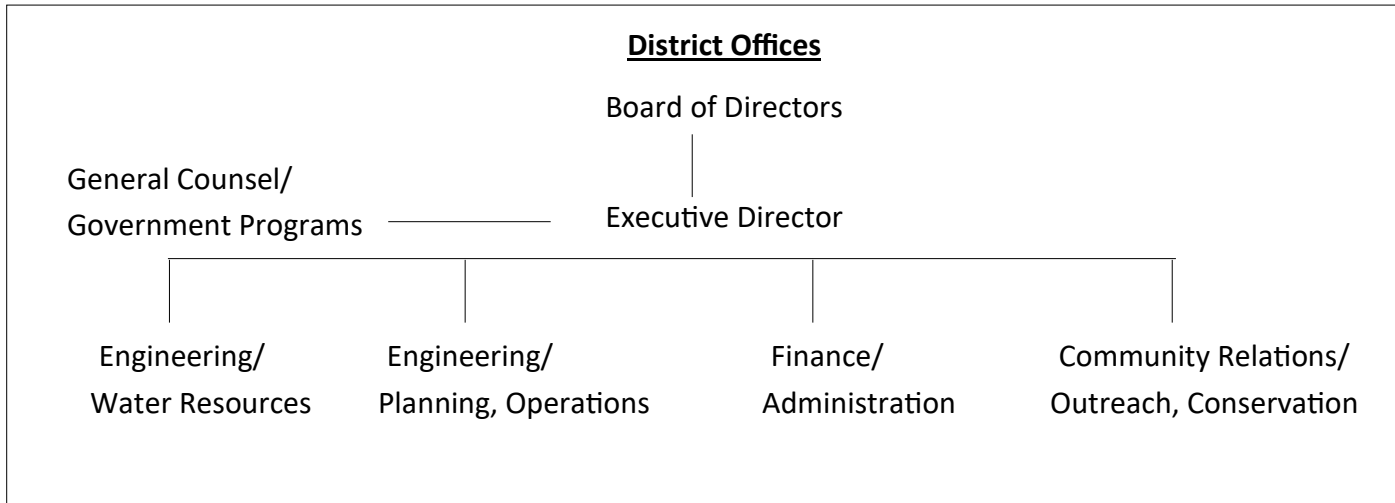 District Offices
Board of Directors
General Counsel/
Government Programs
Executive Director
Engineering/
Water Resources
Engineering/
Planning, Operations
Finance/
Administration
Community Relations/
Outreach, Conservation